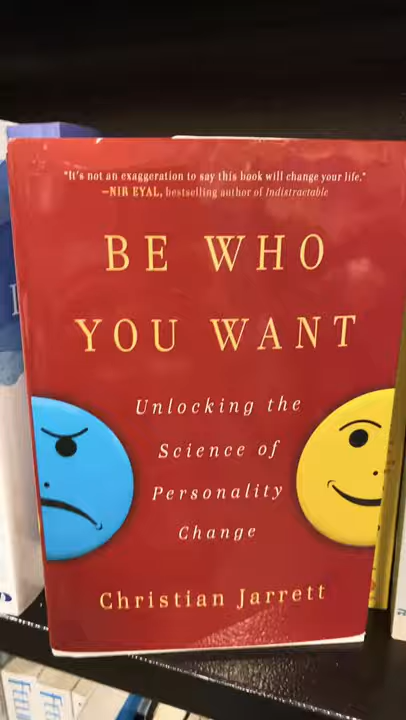 "It's not an exaggeration to say this book will change your life."
—NIR EYAL, bestselling author of Indistractable
BE WHO
YOU WANT
Unlocking the
Science of
Personality
Change
Christian Jarrett